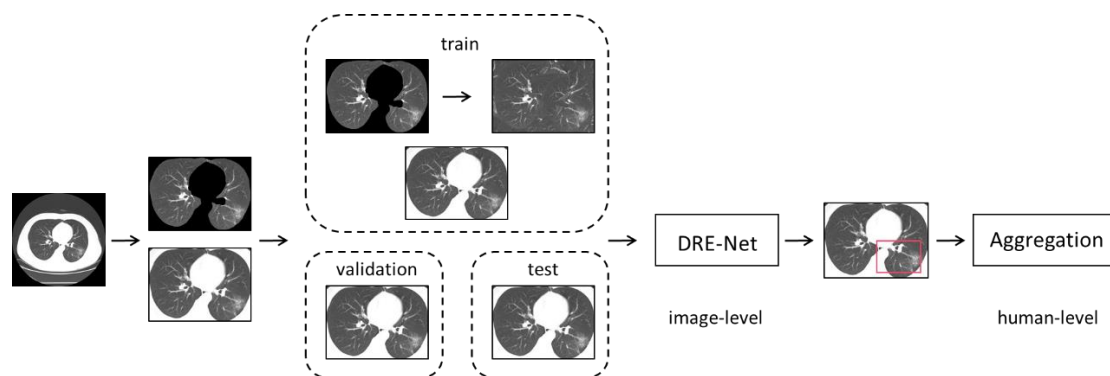 train
validation
test
DRE-Net
Aggregation
image-level
human-level